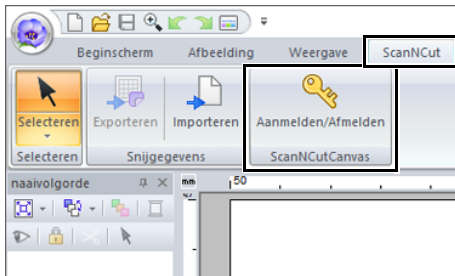 Beginscherm Afbeelding Weergave ScanNCut
Selecteren Exporteren Importeren Aanmelden/Afmelden
Selecteren Snijgegevens ScanNCutCanvas
naaivolgorde mm 50